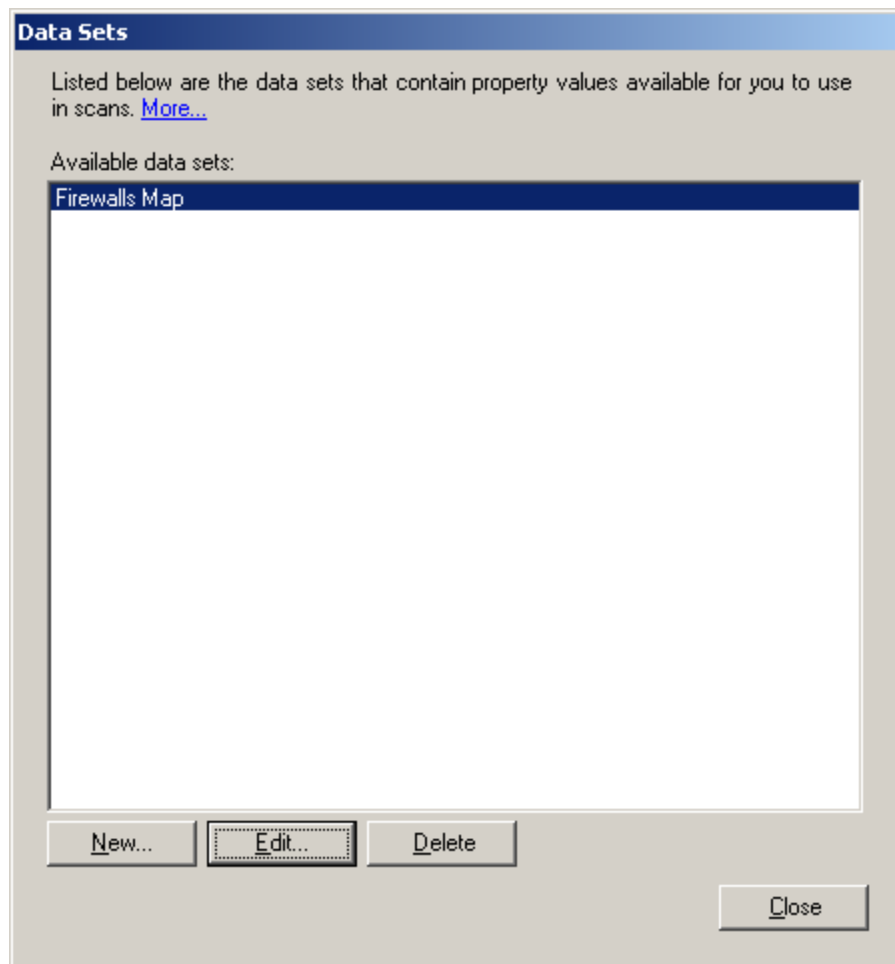 Data Sets
Listed below are the data sets that contain property values available for you to use
in scans. More...
Available data sets:
Firewalls Map
New...
Edit...
Delete
Close